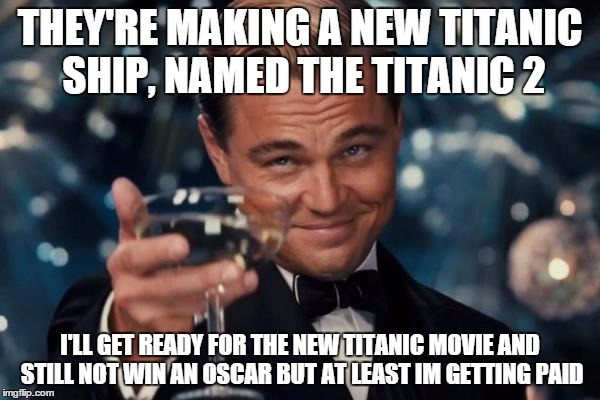 THEY'RE MAKING A NEW TITANIC
SHIP, NAMED THE TITANIC 2
I'LL GET READY FOR THE NEW TITANIC MOVIE AND
STILL NOT WIN AN OSCAR BUT AT LEAST IM GETTING PAID
imgflip.com